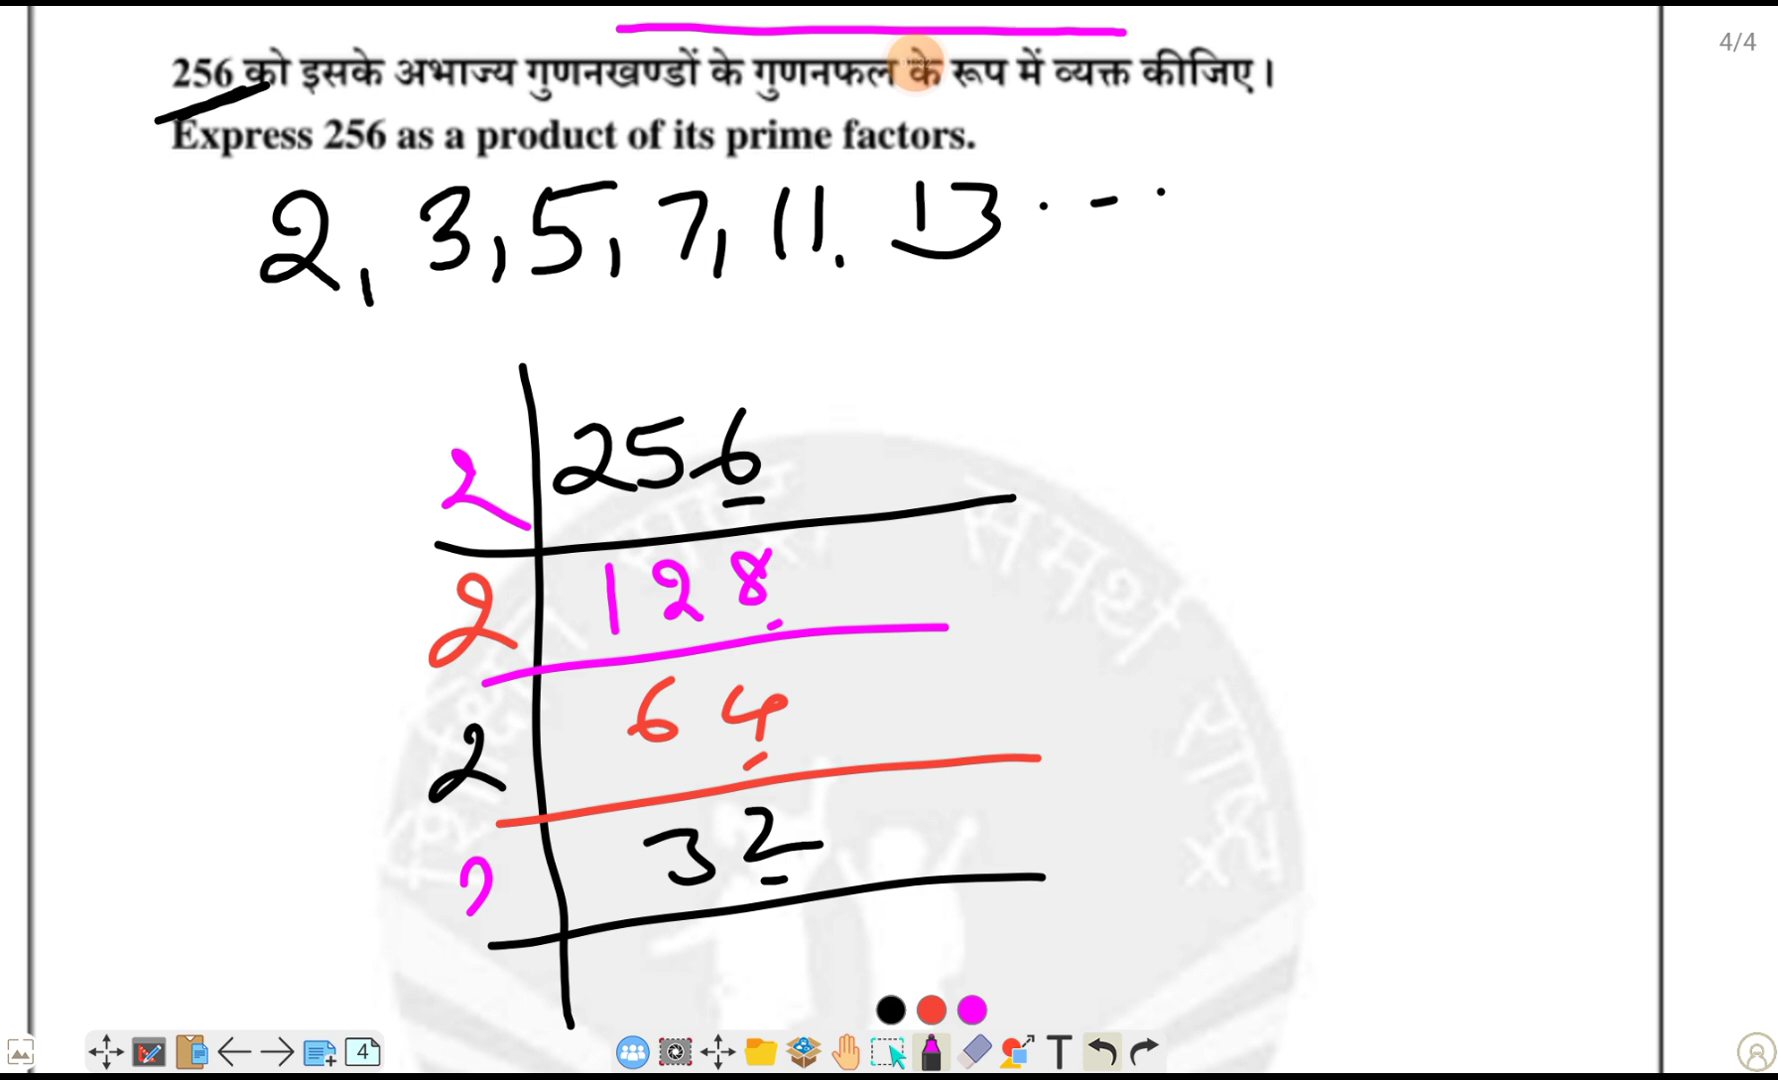 4/4
256 को इसके अभाज्य गुणनखण्डों के गुणनफल के रूप में व्यक्त कीजिए।
Express 256 as a product of its prime factors.
2, 3, 5, 7, 11. 13 . - .
2 256
2 128
2 64
2 32
4
T